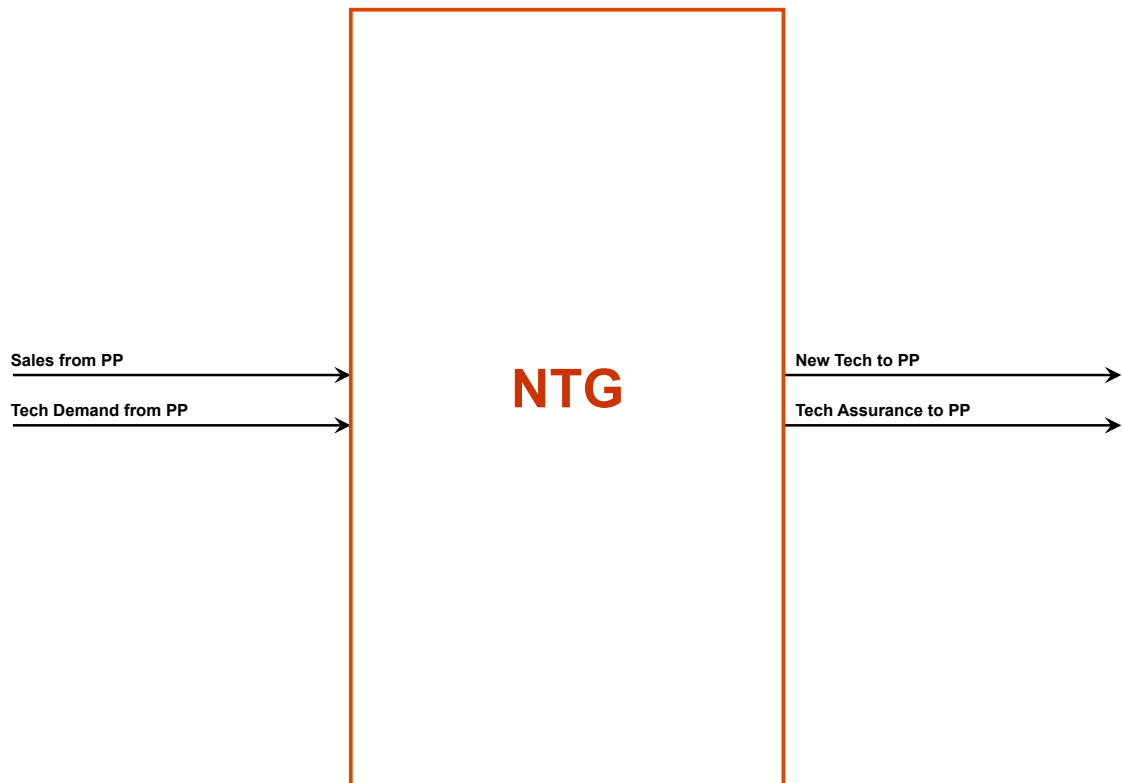 Sales from PP
Tech Demand from PP
NTG
New Tech to PP
Tech Assurance to PP